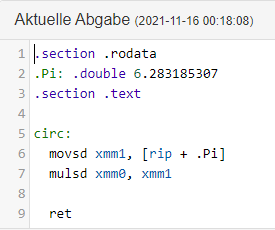 Aktuelle Abgabe (2021-11-16 00:18:08)
1 .section .rodata
2 .Pi: .double 6.283185307
3 .section .text
4
5 circ:
6 movsd xmm1, [rip + .Pi]
7 mulsd xmm0, xmm1
8
9 ret